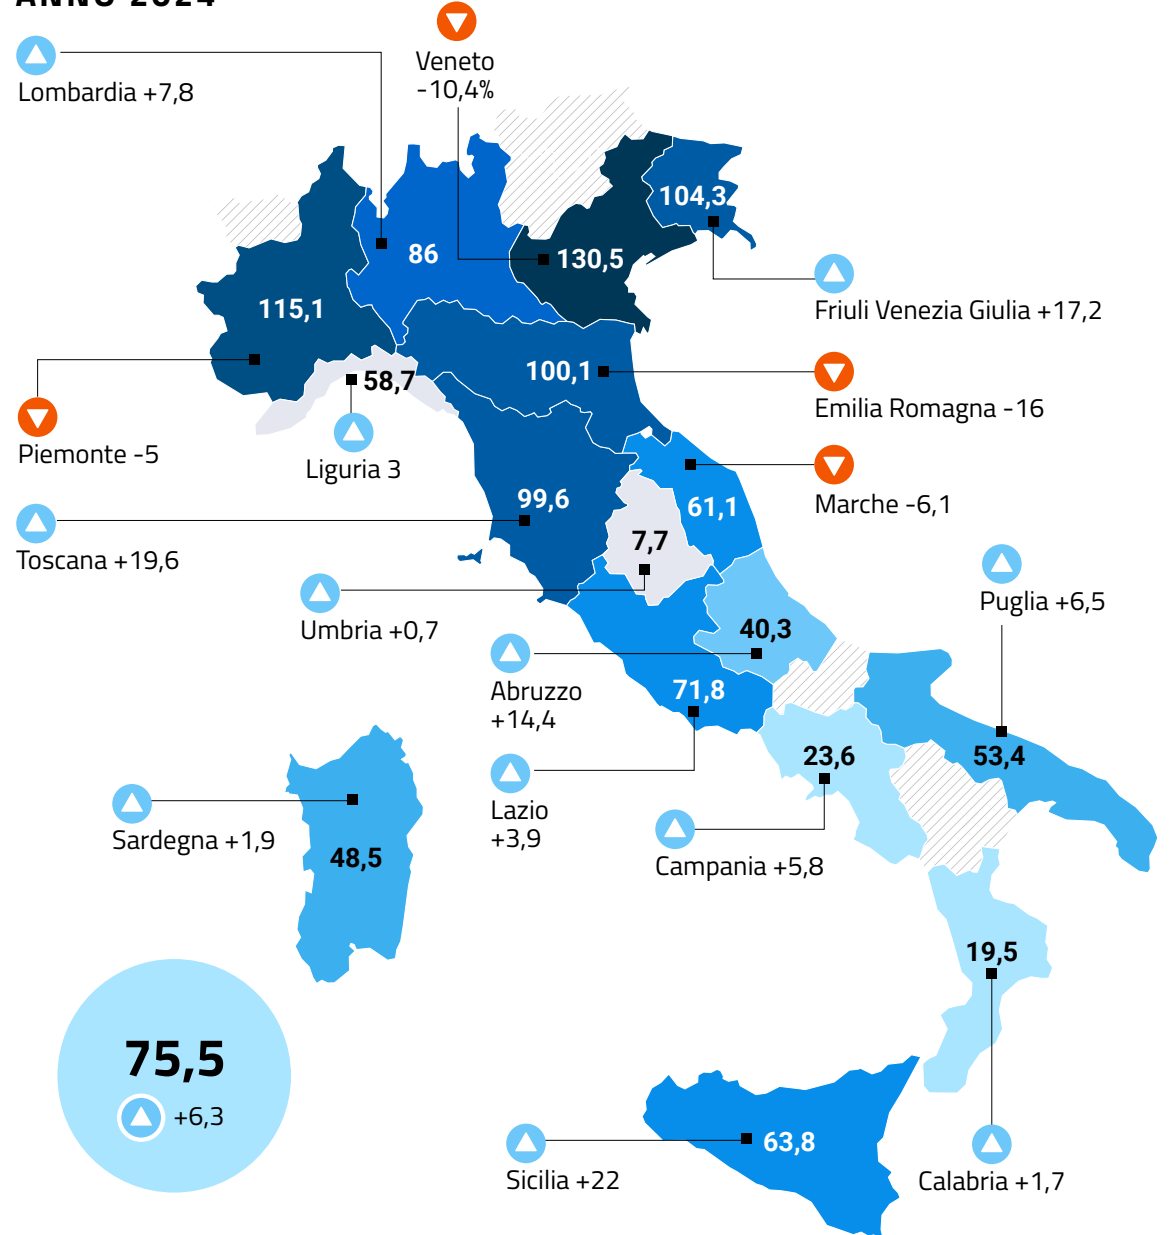 ANNO 2024
Veneto
-10,4%
Lombardia +7,8
104,3
86
130,5
115,1
Friuli Venezia Giulia +17,2
100,1
58,7
Emilia Romagna -16
Piemonte -5
Liguria 3
99,6
61,1
Marche -6,1
7,7
Toscana +19,6
Puglia +6,5
Umbria +0,7
40,3
Abruzzo
+14,4
71,8
23,6
53,4
Lazio
+3,9
Sardegna +1,9
48,5
Campania +5,8
19,5
75,5
+6,3
63,8
Sicilia +22
Calabria +1,7